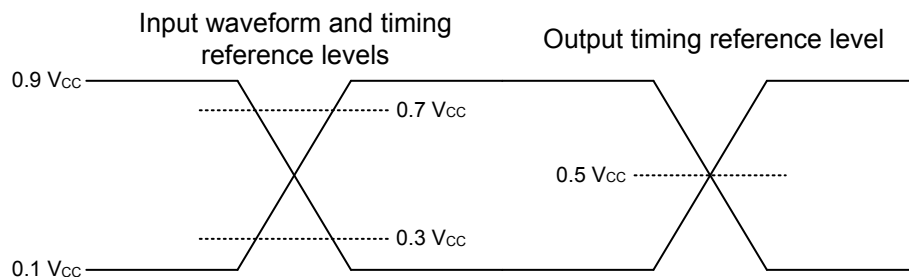 Input waveform and timing
reference levels
Output timing reference level
0.9 VCC
0.7 VCC
0.5 VCC
0.3 VCC
0.1 VCC